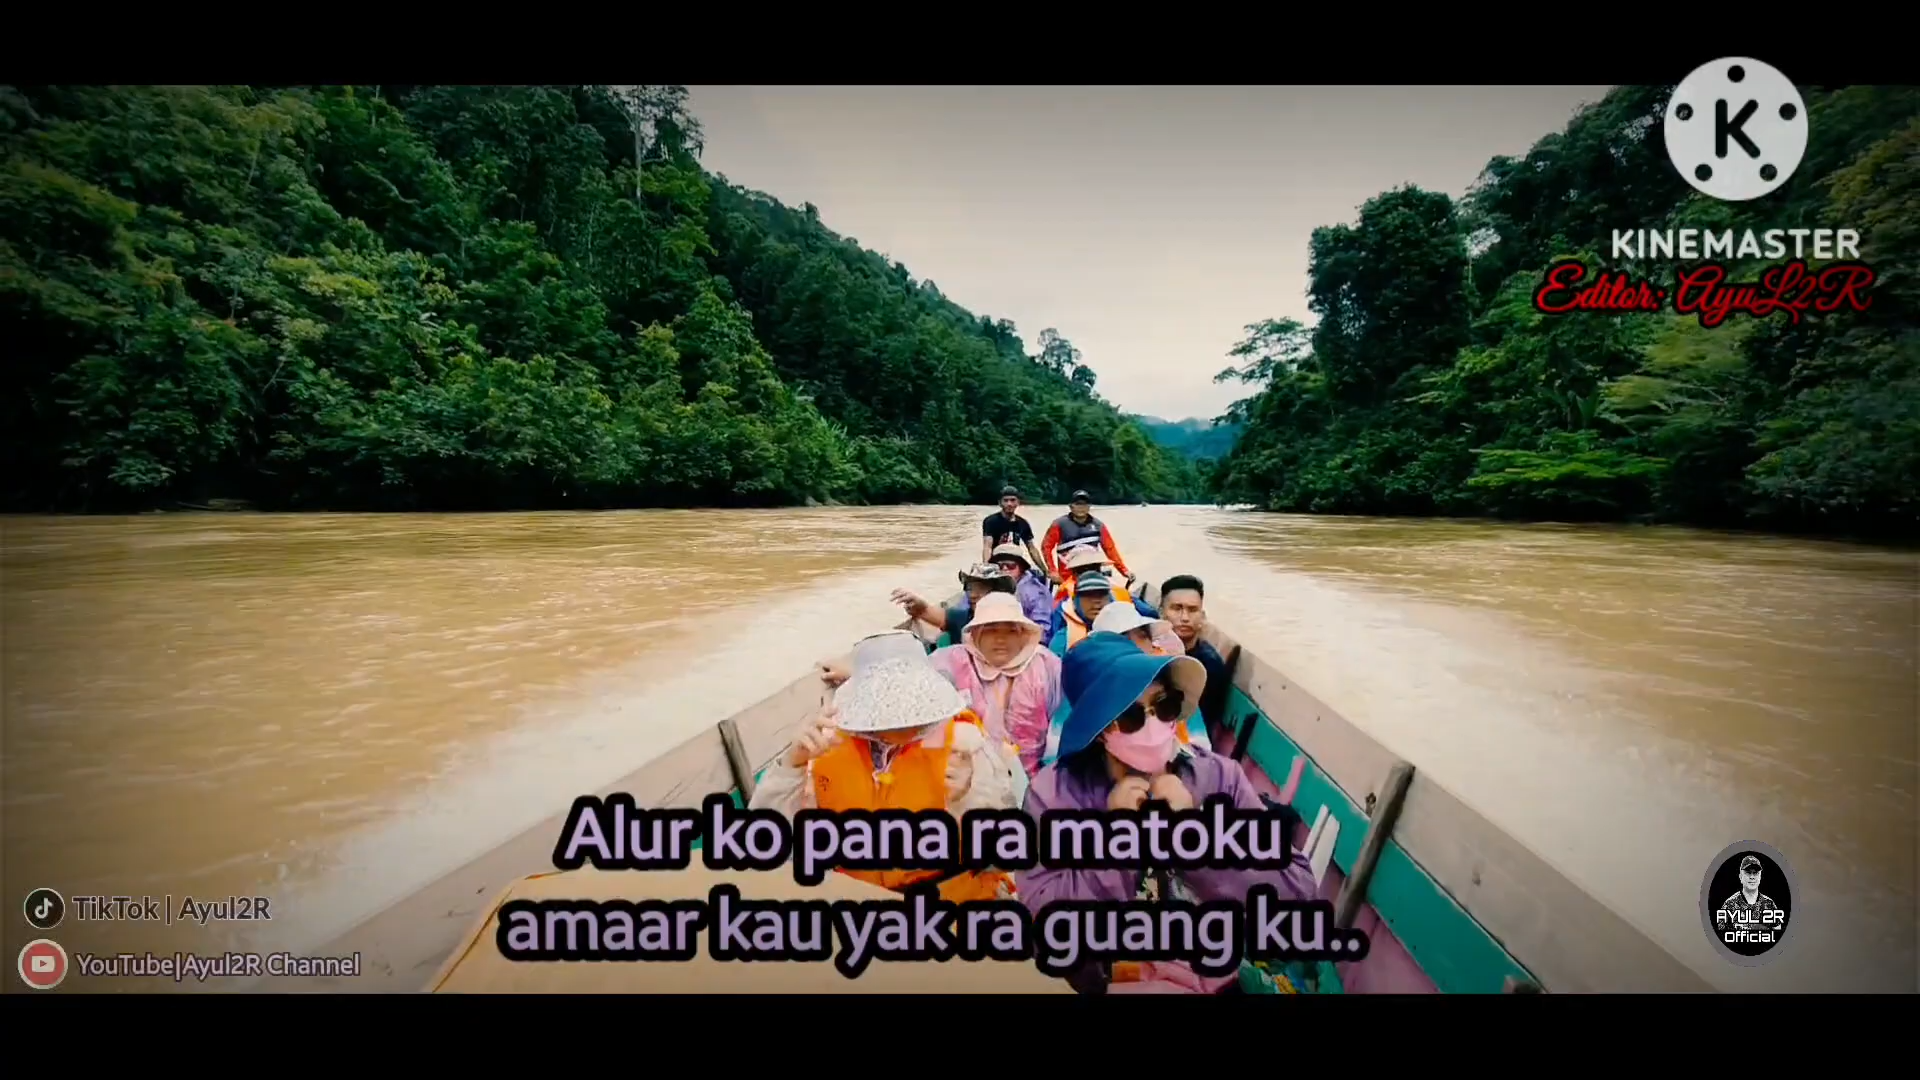 K
KINEMASTER
Editor: AyuL2R
Alur ko pana ra matoku
amaar kau yak ra guang ku..
TikTok | Ayul2R
YouTube|Ayul2R Channel
AYUL 2R
Official